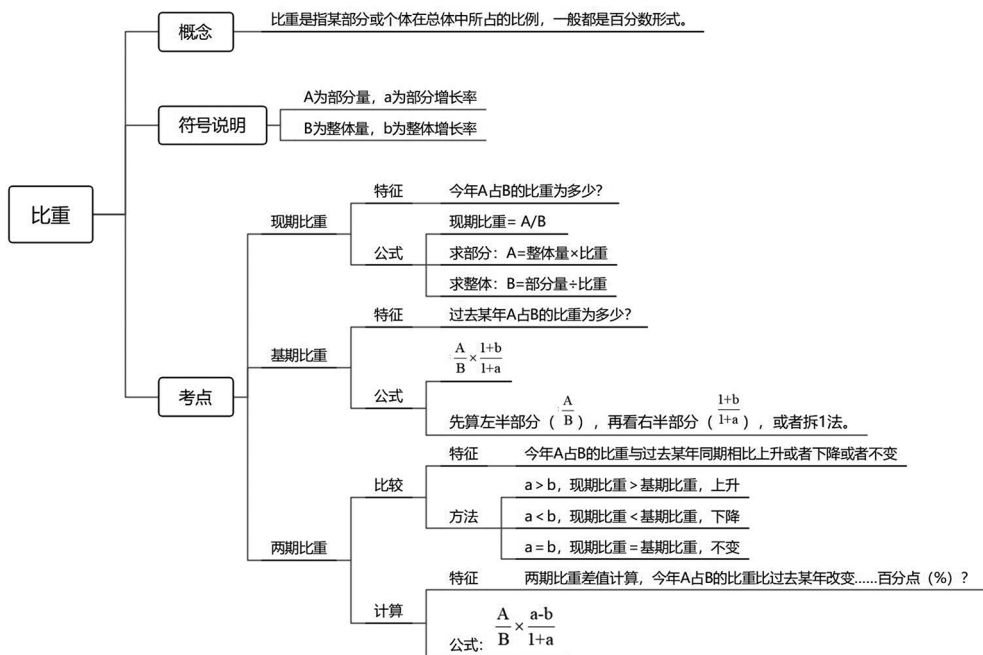 比重
概念
比重是指某部分或个体在总体中所占的比例，一般都是百分数形式。
符号说明
A为部分量，a为部分增长率
B为整体量，b为整体增长率
考点
现期比重
特征
今年A占B的比重为多少？
公式
现期比重= A/B
求部分：A=整体量×比重
求整体：B=部分量÷比重
基期比重
特征
过去某年A占B的比重为多少？
公式
A/B × 1+b/1+a
先算左半部分（A/B），再看右半部分（1+b/1+a），或者拆1法。
两期比重
比较
特征
今年A占B的比重与过去某年同期相比上升或者下降或者不变
方法
a＞b，现期比重＞基期比重，上升
a＜b，现期比重＜基期比重，下降
a＝b，现期比重＝基期比重，不变
计算
特征
两期比重差值计算，今年A占B的比重比过去某年改变……百分点（%）？
公式：A/B × a-b/1+a